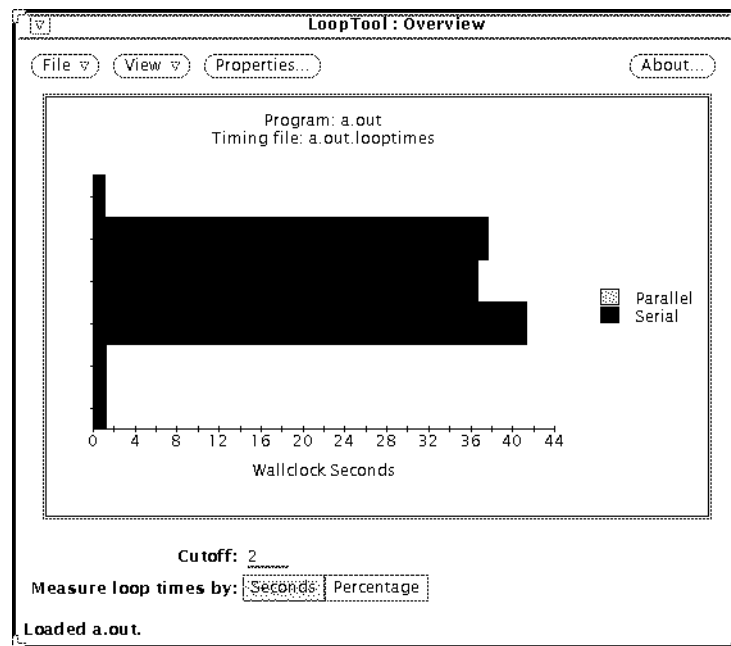 LoopTool : Overview
File View Properties... About...
Program: a.out
Timing file: a.out.looptimes
Parallel
Serial
0 4 8 12 16 20 24 28 32 36 40 44
Wallclock Seconds
Cutoff: 2
Measure loop times by: Seconds Percentage
Loaded a.out.